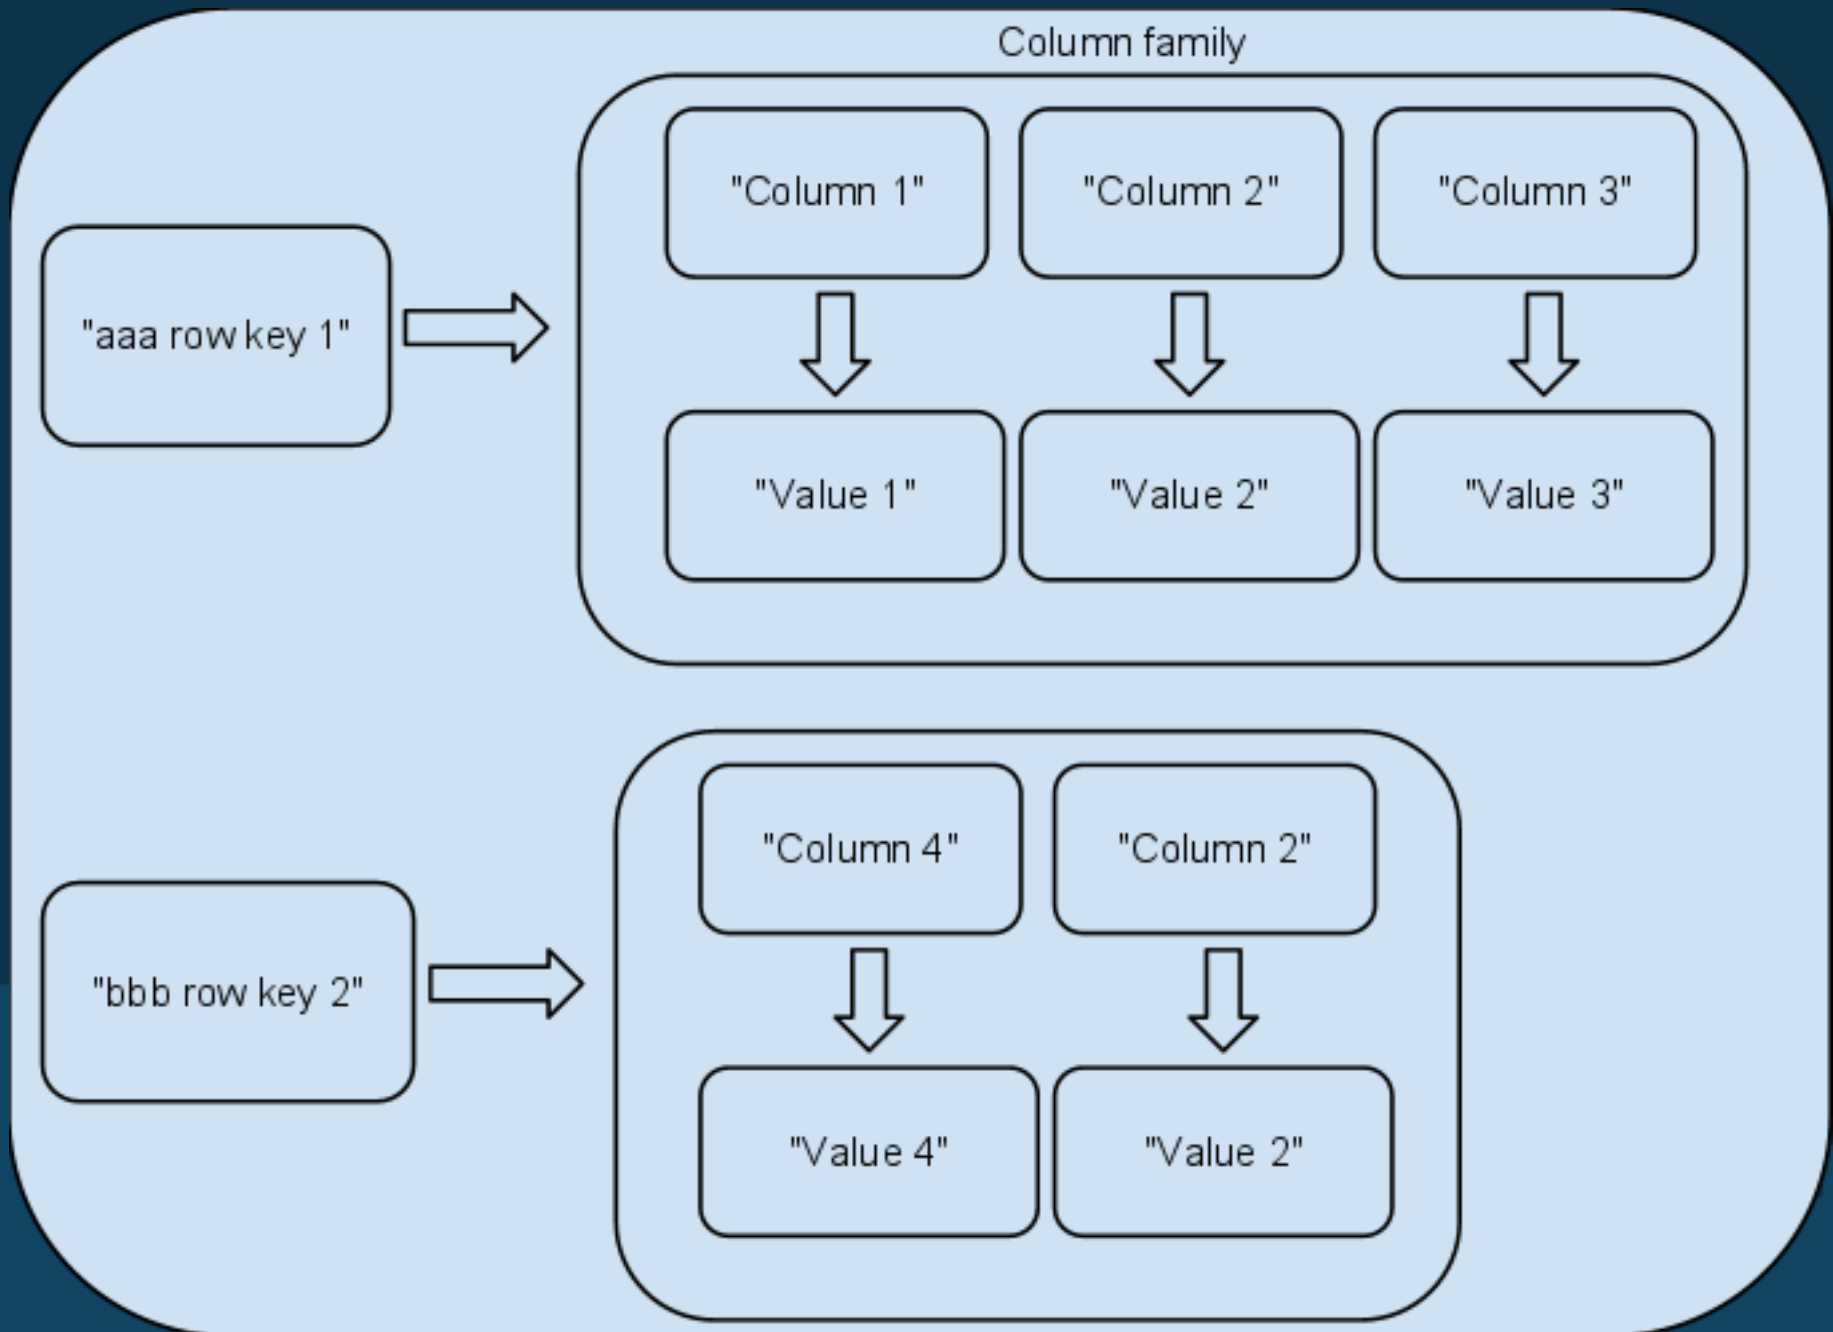 Column family
"Column 1" "Column 2" "Column 3"
"aaa row key 1"
"Value 1" "Value 2" "Value 3"
"Column 4" "Column 2"
"bbb row key 2"
"Value 4" "Value 2"